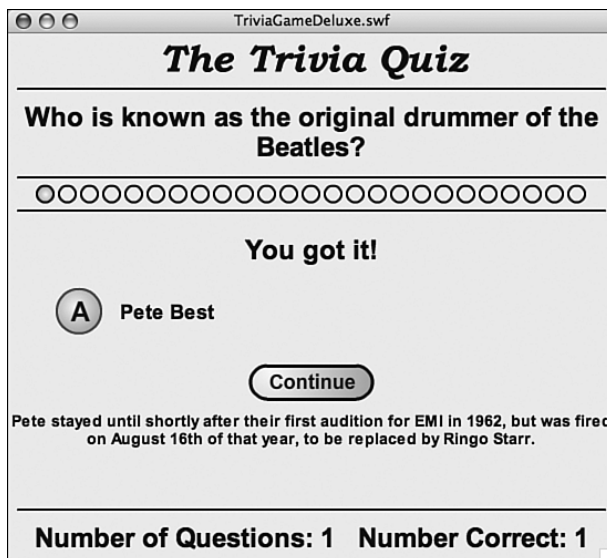 TriviaGameDeluxe.swf
The Trivia Quiz
Who is known as the original drummer of the
Beatles?
You got it!
A Pete Best
Continue
Pete stayed until shortly after their first audition for EMI in 1962, but was fired
on August 16th of that year, to be replaced by Ringo Starr.
Number of Questions: 1 Number Correct: 1